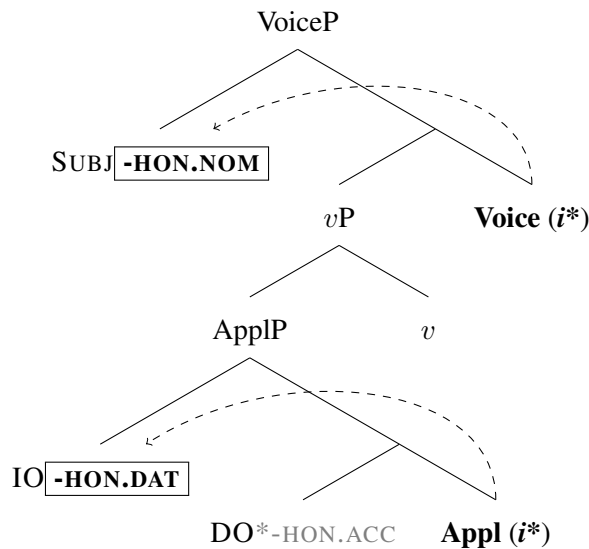 VoiceP
SUBJ -HON.NOM
vP Voice (i*)
ApplP v
IO -HON.DAT
DO*-HON.ACC Appl (i*)